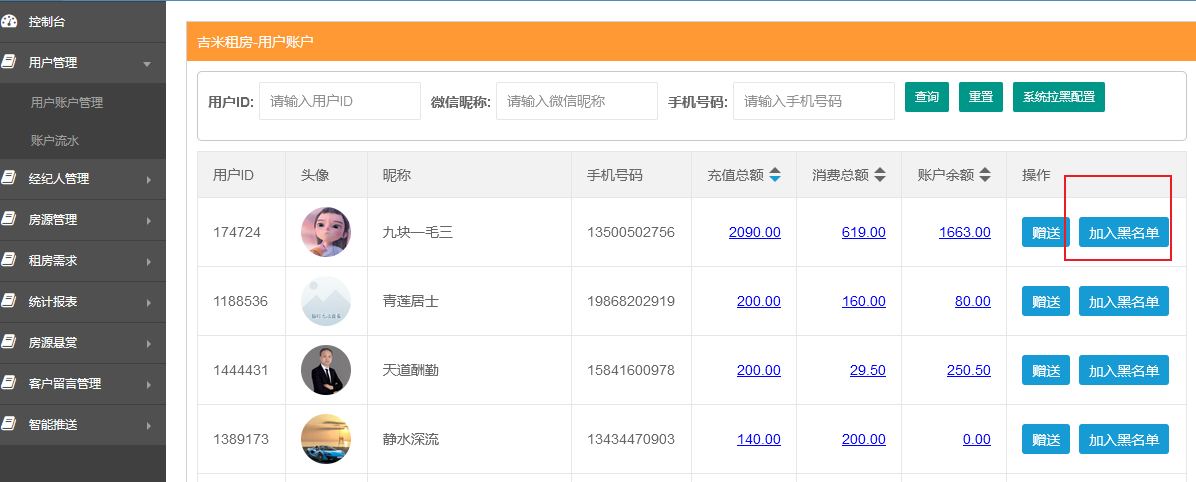 控制台
用户管理
用户账户管理
账户流水
经纪人管理
房源管理
租房需求
统计报表
房源悬赏
客户留言管理
智能推送
吉米租房-用户账户
用户ID: 请输入用户ID 微信昵称: 请输入微信昵称 手机号码: 请输入手机号码 查询 重置 系统拉黑配置
用户ID 头像 昵称 手机号码 充值总额 消费总额 账户余额 操作
174724 九块一毛三 13500502756 2090.00 619.00 1663.00 赠送 加入黑名单
1188536 青莲居士 19868202919 200.00 160.00 80.00 赠送 加入黑名单
1444431 天道酬勤 15841600978 200.00 29.50 250.50 赠送 加入黑名单
1389173 静水深流 13434470903 140.00 200.00 0.00 赠送 加入黑名单